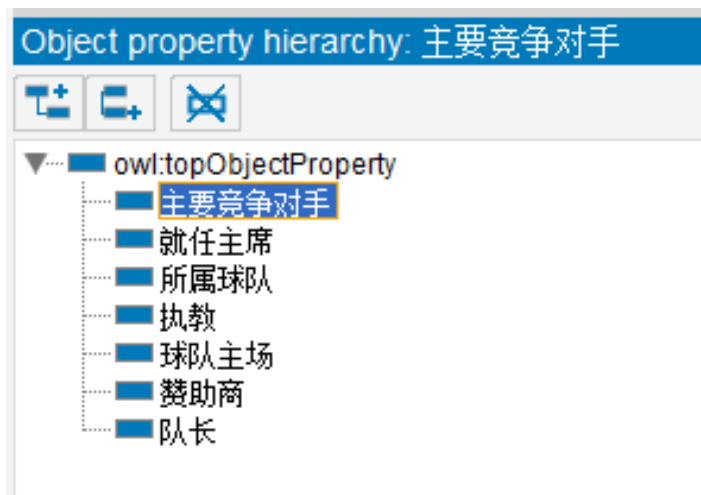 Object property hierarchy: 主要竞争对手
owl:topObjectProperty
主要竞争对手
就任主席
所属球队
执教
球队主场
赞助商
队长